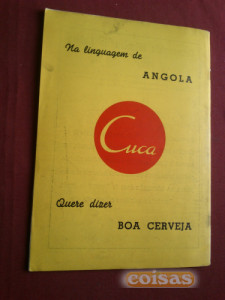 Na linguagem de
ANGOLA
Cuca
Quere dizer
BOA CERVEJA
coisas